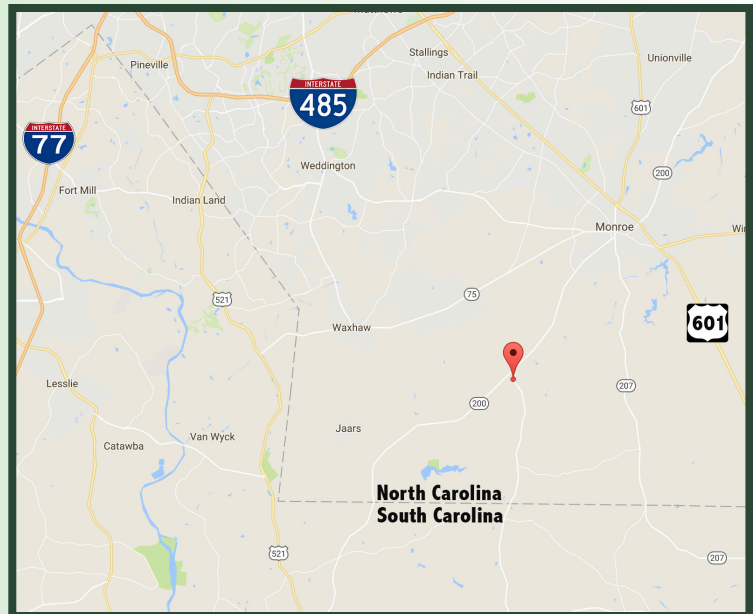 Stallings
Unionville
Pineville
Indian Trail
INTERSTATE
485
601
INTERSTATE
77
Weddington
200
Fort Mill
Indian Land
Monroe
521
75
601
Waxhaw
Lesslie
207
200
Jaars
Van Wyck
Catawba
North Carolina
South Carolina
521
207